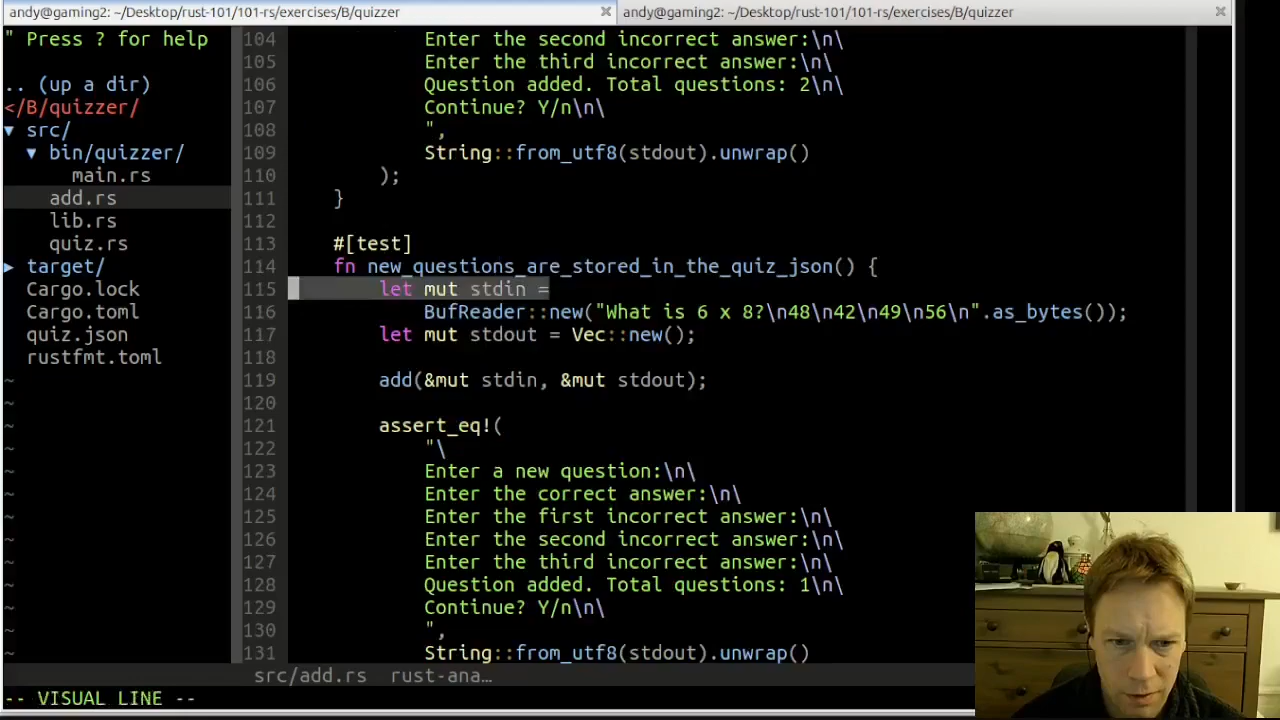 andy@gaming2: ~/Desktop/rust-101/101-rs/exercises/B/quizzer
andy@gaming2: ~/Desktop/rust-101/101-rs/exercises/B/quizzer
" Press ? for help
.. (up a dir)
</B/quizzer/
▼ src/
▼ bin/quizzer/
main.rs
add.rs
lib.rs
quiz.rs
▶ target/
Cargo.lock
Cargo.toml
quiz.json
rustfmt.toml
~
~
~
~
~
~
~
~
~
~
~
~
~
104 Enter the second incorrect answer:\n\
105 Enter the third incorrect answer:\n\
106 Question added. Total questions: 2\n\
107 Continue? Y/n\n\
108 ",
109 String::from_utf8(stdout).unwrap()
110 );
111 }
112
113 #[test]
114 fn new_questions_are_stored_in_the_quiz_json() {
115 let mut stdin =
116 BufReader::new("What is 6 x 8?\n48\n42\n49\n56\n".as_bytes());
117 let mut stdout = Vec::new();
118
119 add(&mut stdin, &mut stdout);
120
121 assert_eq!(
122 "\
123 Enter a new question:\n\
124 Enter the correct answer:\n\
125 Enter the first incorrect answer:\n\
126 Enter the second incorrect answer:\n\
127 Enter the third incorrect answer:\n\
128 Question added. Total questions: 1\n\
129 Continue? Y/n\n\
130 ",
131 String::from_utf8(stdout).unwrap()
src/add.rs rust-ana…
-- VISUAL LINE --